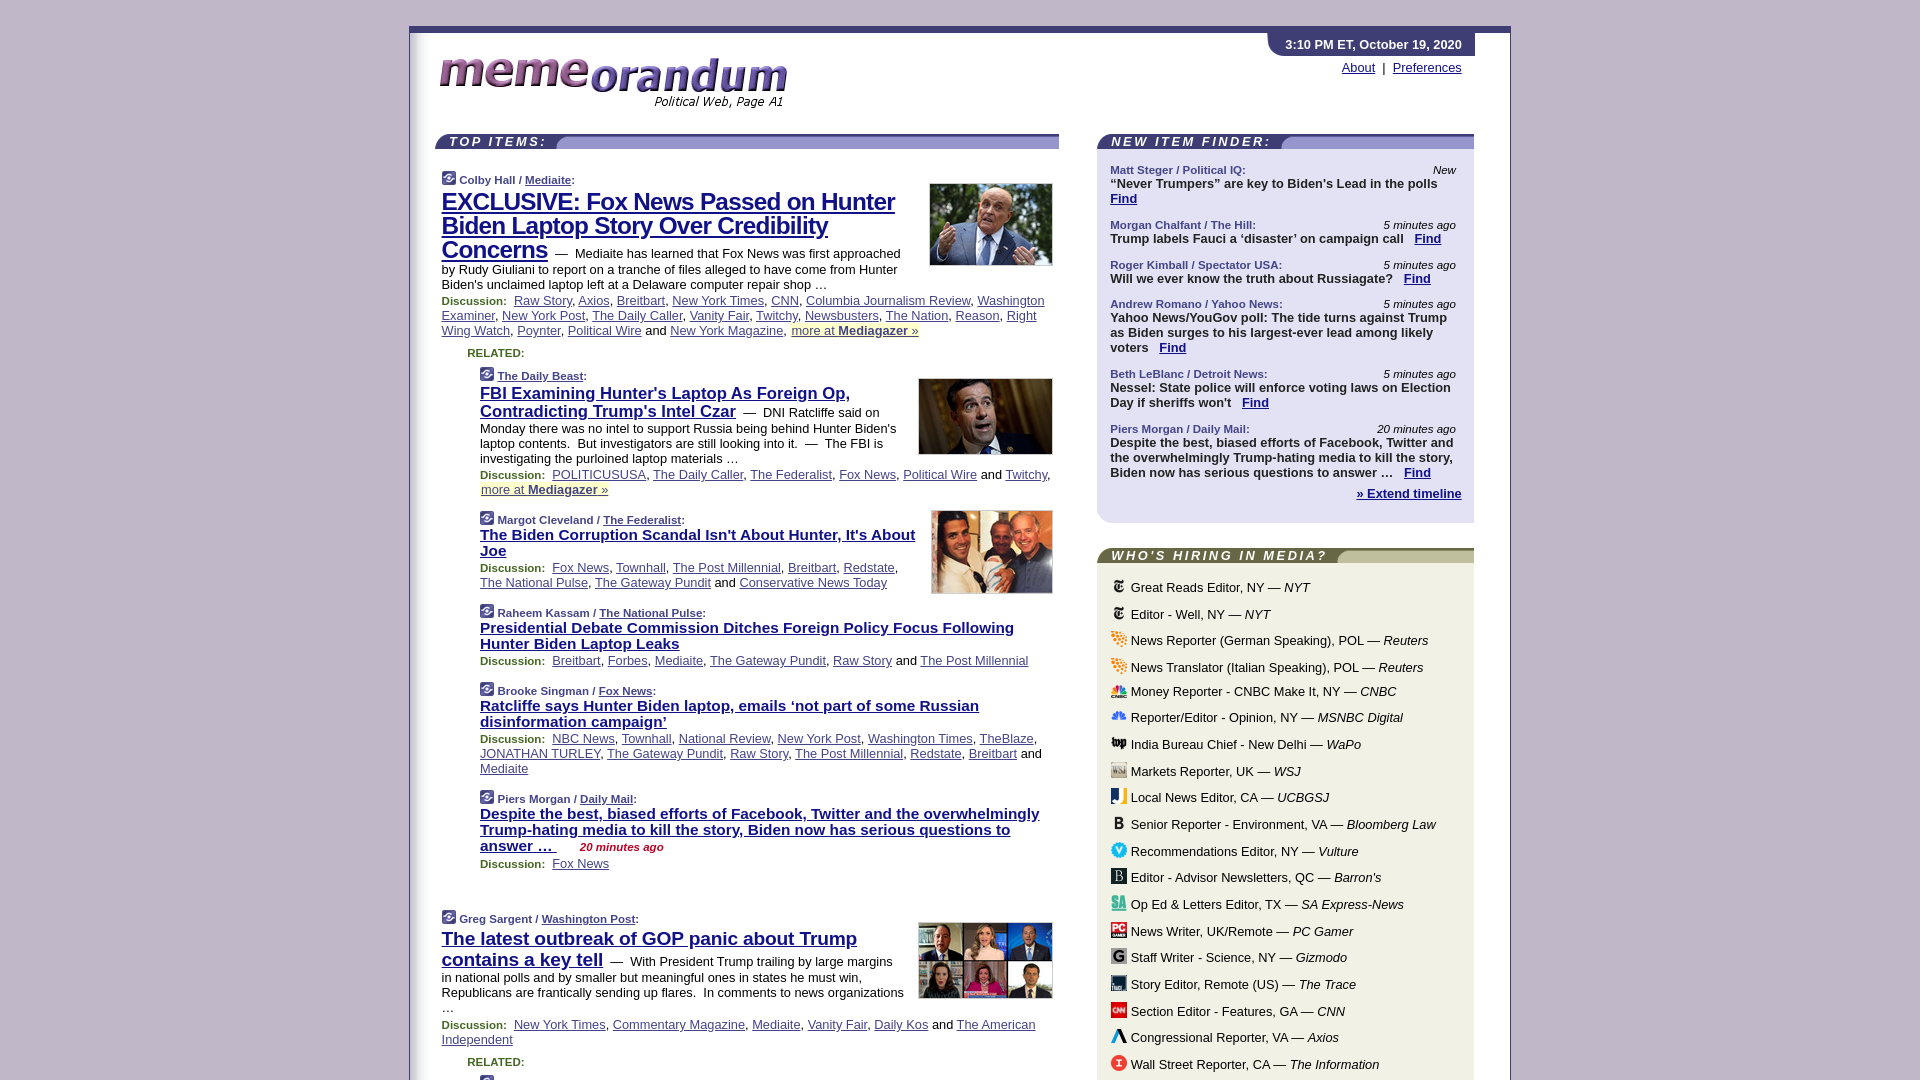 3:10 PM ET, October 19, 2020
About | Preferences
memeorandum
Political Web, Page A1
TOP ITEMS:
Colby Hall / Mediaite:
EXCLUSIVE: Fox News Passed on Hunter
Biden Laptop Story Over Credibility
Concerns — Mediaite has learned that Fox News was first approached
by Rudy Giuliani to report on a tranche of files alleged to have come from Hunter
Biden's unclaimed laptop left at a Delaware computer repair shop …
Discussion: Raw Story, Axios, Breitbart, New York Times, CNN, Columbia Journalism Review, Washington
Examiner, New York Post, The Daily Caller, Vanity Fair, Twitchy, Newsbusters, The Nation, Reason, Right
Wing Watch, Poynter, Political Wire and New York Magazine, more at Mediagazer »
RELATED:
The Daily Beast:
FBI Examining Hunter's Laptop As Foreign Op,
Contradicting Trump's Intel Czar — DNI Ratcliffe said on
Monday there was no intel to support Russia being behind Hunter Biden's
laptop contents. But investigators are still looking into it. — The FBI is
investigating the purloined laptop materials …
Discussion: POLITICUSUSA, The Daily Caller, The Federalist, Fox News, Political Wire and Twitchy,
more at Mediagazer »
Margot Cleveland / The Federalist:
The Biden Corruption Scandal Isn't About Hunter, It's About
Joe
Discussion: Fox News, Townhall, The Post Millennial, Breitbart, Redstate,
The National Pulse, The Gateway Pundit and Conservative News Today
Raheem Kassam / The National Pulse:
Presidential Debate Commission Ditches Foreign Policy Focus Following
Hunter Biden Laptop Leaks
Discussion: Breitbart, Forbes, Mediaite, The Gateway Pundit, Raw Story and The Post Millennial
Brooke Singman / Fox News:
Ratcliffe says Hunter Biden laptop, emails ‘not part of some Russian
disinformation campaign’
Discussion: NBC News, Townhall, National Review, New York Post, Washington Times, TheBlaze,
JONATHAN TURLEY, The Gateway Pundit, Raw Story, The Post Millennial, Redstate, Breitbart and
Mediaite
Piers Morgan / Daily Mail:
Despite the best, biased efforts of Facebook, Twitter and the overwhelmingly
Trump-hating media to kill the story, Biden now has serious questions to
answer … 20 minutes ago
Discussion: Fox News
Greg Sargent / Washington Post:
The latest outbreak of GOP panic about Trump
contains a key tell — With President Trump trailing by large margins
in national polls and by smaller but meaningful ones in states he must win,
Republicans are frantically sending up flares. In comments to news organizations
…
Discussion: New York Times, Commentary Magazine, Mediaite, Vanity Fair, Daily Kos and The American
Independent
RELATED:
NEW ITEM FINDER:
Matt Steger / Political IQ: New
“Never Trumpers” are key to Biden's Lead in the polls
Find
Morgan Chalfant / The Hill: 5 minutes ago
Trump labels Fauci a ‘disaster’ on campaign call Find
Roger Kimball / Spectator USA: 5 minutes ago
Will we ever know the truth about Russiagate? Find
Andrew Romano / Yahoo News: 5 minutes ago
Yahoo News/YouGov poll: The tide turns against Trump
as Biden surges to his largest-ever lead among likely
voters Find
Beth LeBlanc / Detroit News: 5 minutes ago
Nessel: State police will enforce voting laws on Election
Day if sheriffs won't Find
Piers Morgan / Daily Mail: 20 minutes ago
Despite the best, biased efforts of Facebook, Twitter and
the overwhelmingly Trump-hating media to kill the story,
Biden now has serious questions to answer … Find
» Extend timeline
WHO'S HIRING IN MEDIA?
Great Reads Editor, NY — NYT
Editor - Well, NY — NYT
News Reporter (German Speaking), POL — Reuters
News Translator (Italian Speaking), POL — Reuters
Money Reporter - CNBC Make It, NY — CNBC
Reporter/Editor - Opinion, NY — MSNBC Digital
India Bureau Chief - New Delhi — WaPo
Markets Reporter, UK — WSJ
Local News Editor, CA — UCBGSJ
Senior Reporter - Environment, VA — Bloomberg Law
Recommendations Editor, NY — Vulture
Editor - Advisor Newsletters, QC — Barron's
Op Ed & Letters Editor, TX — SA Express-News
News Writer, UK/Remote — PC Gamer
Staff Writer - Science, NY — Gizmodo
Story Editor, Remote (US) — The Trace
Section Editor - Features, GA — CNN
Congressional Reporter, VA — Axios
Wall Street Reporter, CA — The Information